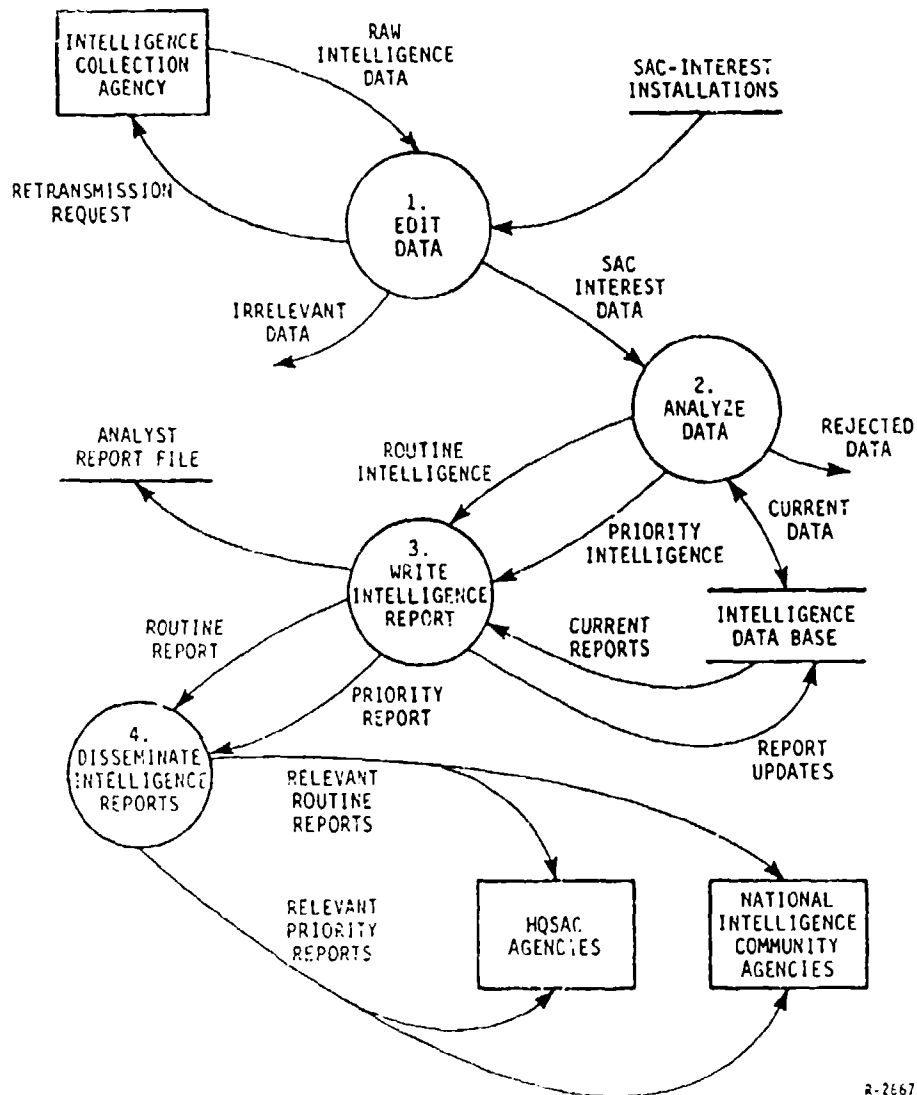 INTELLIGENCE
COLLECTION
AGENCY
RAW
INTELLIGENCE
DATA
SAC-INTEREST
INSTALLATIONS
RETRANSMISSION
REQUEST
1.
EDIT
DATA
SAC
INTEREST
DATA
IRRELEVANT
DATA
2.
ANALYZE
DATA
REJECTED
DATA
ANALYST
REPORT FILE
ROUTINE
INTELLIGENCE
CURRENT
DATA
PRIORITY
INTELLIGENCE
3.
WRITE
INTELLIGENCE
REPORT
INTELLIGENCE
DATA BASE
CURRENT
REPORTS
ROUTINE
REPORT
PRIORITY
REPORT
REPORT
UPDATES
4.
DISSEMINATE
INTELLIGENCE
REPORTS
RELEVANT
ROUTINE
REPORTS
RELEVANT
PRIORITY
REPORTS
HQSAC
AGENCIES
NATIONAL
INTELLIGENCE
COMMUNITY
AGENCIES
R-2667